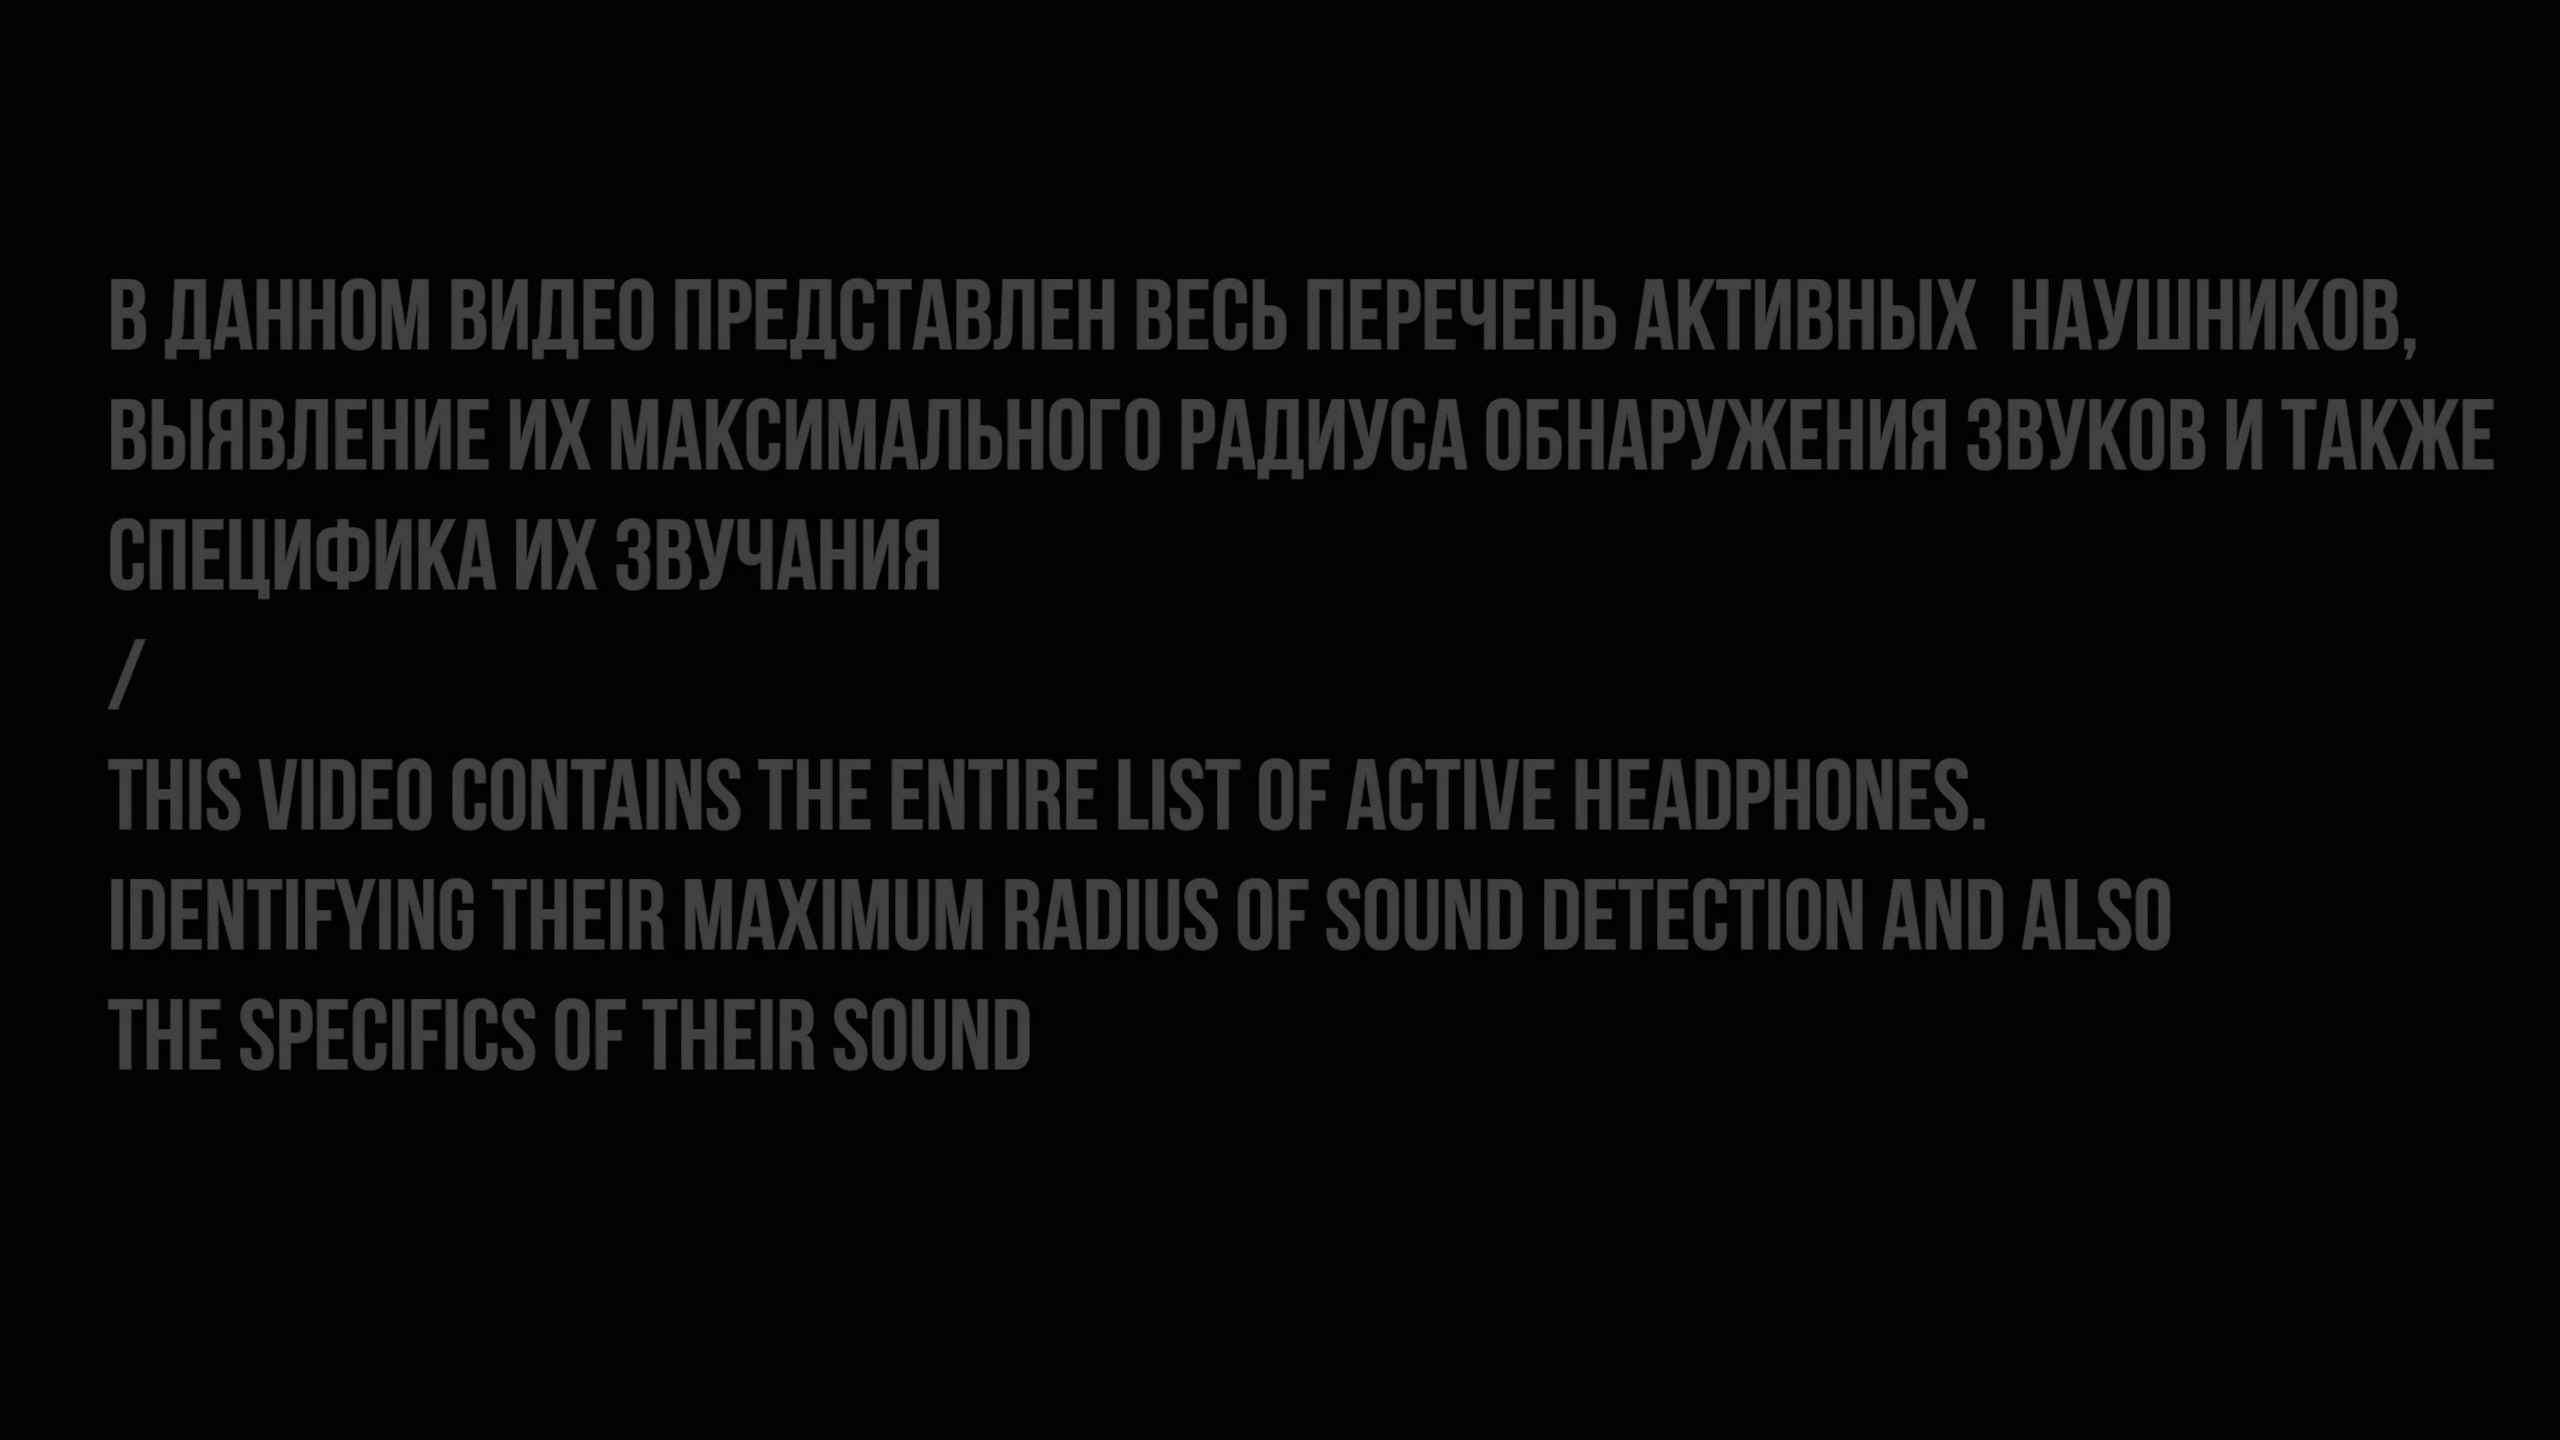 В ДАННОМ ВИДЕО ПРЕДСТАВЛЕН ВЕСЬ ПЕРЕЧЕНЬ АКТИВНЫХ  НАУШНИКОВ,
ВЫЯВЛЕНИЕ ИХ МАКСИМАЛЬНОГО РАДИУСА ОБНАРУЖЕНИЯ ЗВУКОВ И ТАКЖЕ
СПЕЦИФИКА ИХ ЗВУЧАНИЯ
/
THIS VIDEO CONTAINS THE ENTIRE LIST OF ACTIVE HEADPHONES.
IDENTIFYING THEIR MAXIMUM RADIUS OF SOUND DETECTION AND ALSO
THE SPECIFICS OF THEIR SOUND